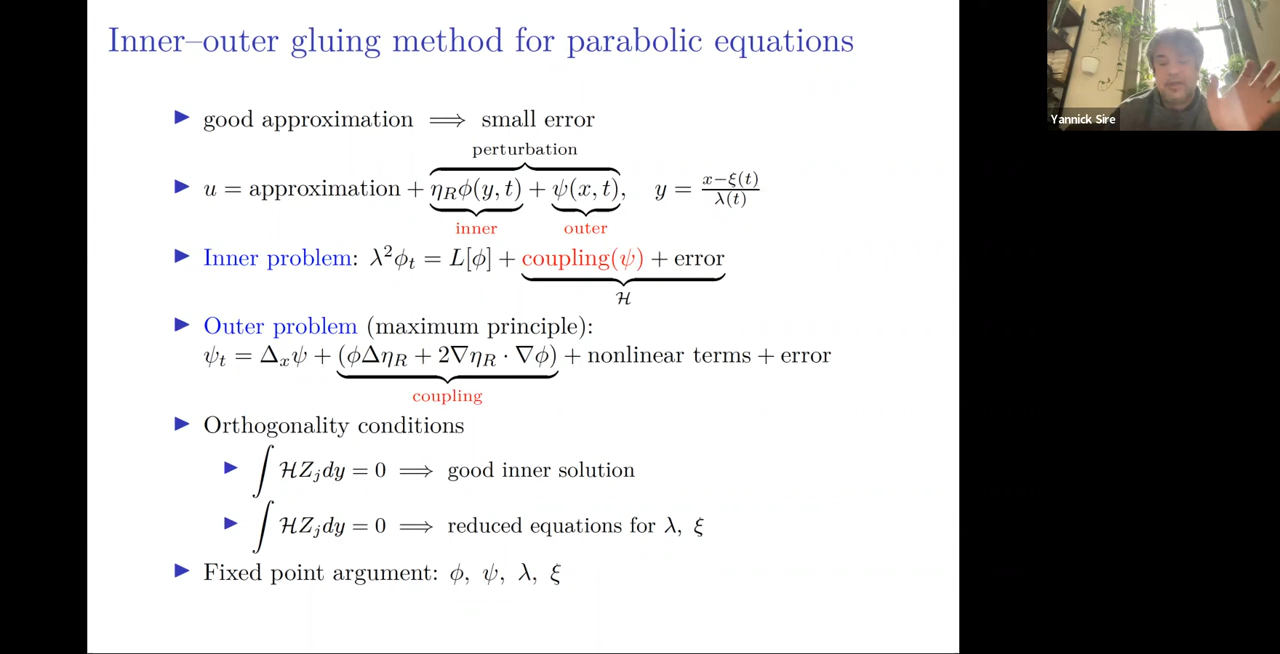 Inner–outer gluing method for parabolic equations
Yannick Sire
▶ good approximation ⟹ small error
perturbation
▶ u = approximation + η_R ϕ(y, t) + ψ(x, t), y = (x−ξ(t))/λ(t)
inner outer
▶ Inner problem: λ²ϕ_t = L[ϕ] + coupling(ψ) + error
ℋ
▶ Outer problem (maximum principle):
ψ_t = Δ_x ψ + (ϕΔη_R + 2∇η_R · ∇ϕ) + nonlinear terms + error
coupling
▶ Orthogonality conditions
▶ ∫ ℋZ_j dy = 0 ⟹ good inner solution
▶ ∫ ℋZ_j dy = 0 ⟹ reduced equations for λ, ξ
▶ Fixed point argument: ϕ, ψ, λ, ξ